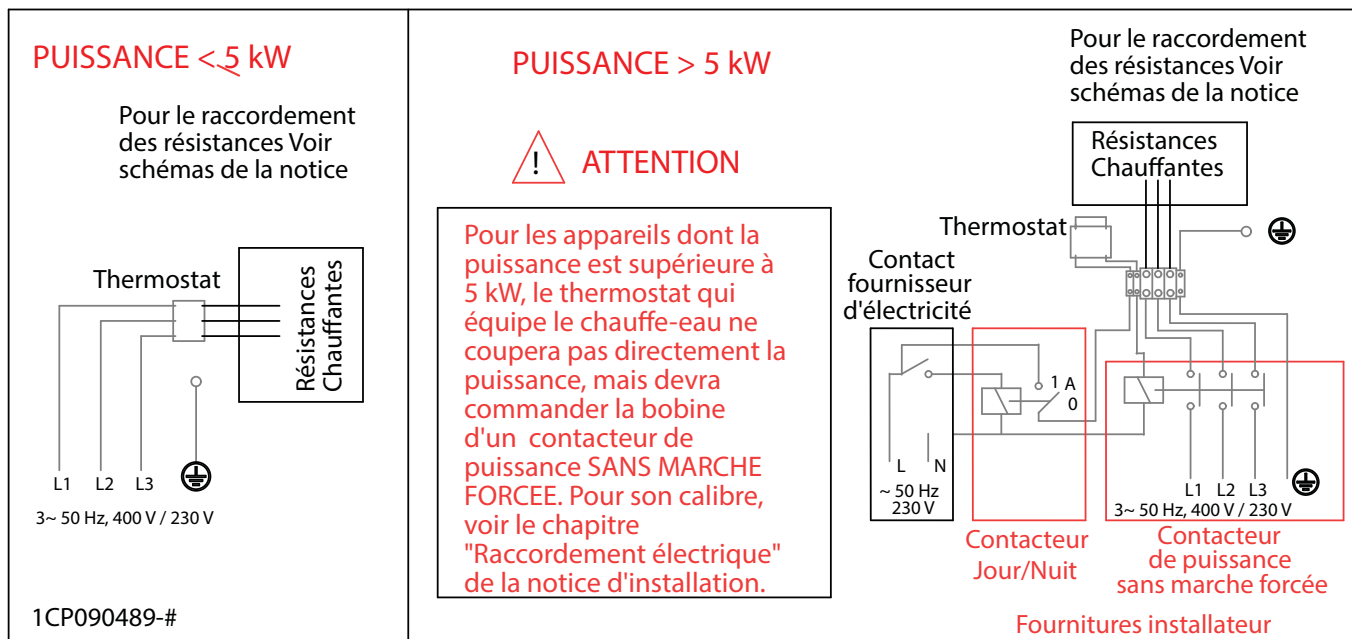 PUISSANCE < 5 kW
Pour le raccordement
des résistances Voir
schémas de la notice
Thermostat
Résistances
Chauffantes
L1 L2 L3
3~ 50 Hz, 400 V / 230 V
1CP090489-#
PUISSANCE > 5 kW
! ATTENTION
Pour les appareils dont la
puissance est supérieure à
5 kW, le thermostat qui
équipe le chauffe-eau ne
coupera pas directement la
puissance, mais devra
commander la bobine
d'un contacteur de
puissance SANS MARCHE
FORCEE. Pour son calibre,
voir le chapitre
"Raccordement électrique"
de la notice d'installation.
Pour le raccordement
des résistances Voir
schémas de la notice
Résistances
Chauffantes
Thermostat
Contact
fournisseur
d'électricité
1 A
0
L N
~ 50 Hz
230 V
L1 L2 L3
3~ 50 Hz, 400 V / 230 V
Contacteur
Jour/Nuit
Contacteur
de puissance
sans marche forcée
Fournitures installateur